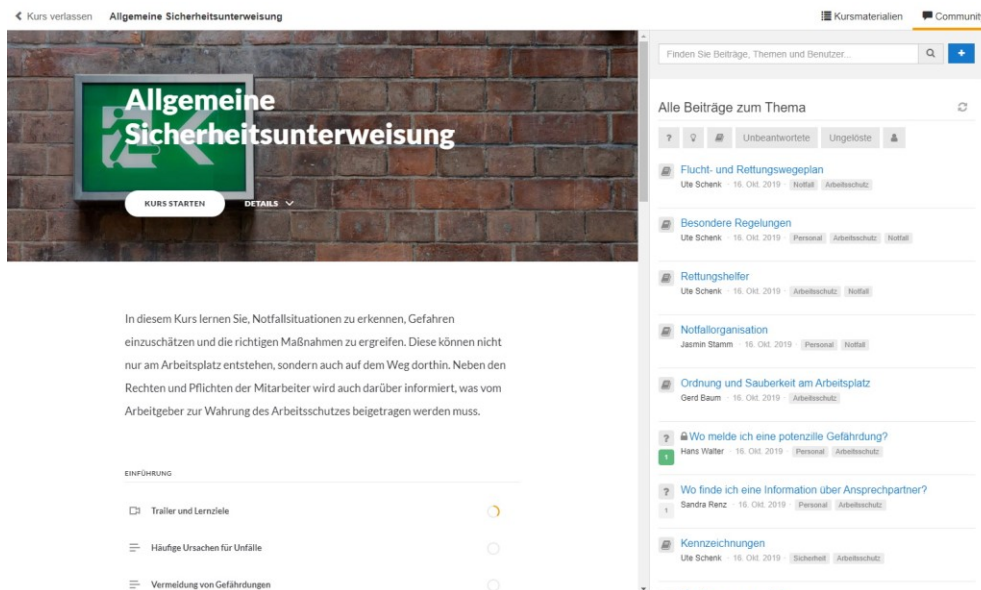 Kurs verlassen Allgemeine Sicherheitsunterweisung
Kursmaterialien Community
Allgemeine
Sicherheitsunterweisung
KURS STARTEN DETAILS
In diesem Kurs lernen Sie, Notfallsituationen zu erkennen, Gefahren
einzuschätzen und die richtigen Maßnahmen zu ergreifen. Diese können nicht
nur am Arbeitsplatz entstehen, sondern auch auf dem Weg dorthin. Neben den
Rechten und Pflichten der Mitarbeiter wird auch darüber informiert, was vom
Arbeitgeber zur Wahrung des Arbeitsschutzes beigetragen werden muss.
EINFÜHRUNG
Trailer und Lernziele
Häufige Ursachen für Unfälle
Vermeidung von Gefährdungen
Finden Sie Beiträge, Themen und Benutzer...
+
Alle Beiträge zum Thema
? Unbeantwortete Ungelöste
Flucht- und Rettungswegeplan
Ute Schenk · 16. Okt. 2019 · Notfall Arbeitsschutz
Besondere Regelungen
Ute Schenk · 16. Okt. 2019 · Personal Arbeitsschutz Notfall
Rettungshelfer
Ute Schenk · 16. Okt. 2019 · Arbeitsschutz Notfall
Notfallorganisation
Jasmin Stamm · 16. Okt. 2019 · Personal Notfall
Ordnung und Sauberkeit am Arbeitsplatz
Gerd Baum · 16. Okt. 2019 · Arbeitsschutz
? Wo melde ich eine potenzille Gefährdung?
1 Hans Walter · 16. Okt. 2019 · Personal Arbeitsschutz
? Wo finde ich eine Information über Ansprechpartner?
1 Sandra Renz · 16. Okt. 2019 · Personal Arbeitsschutz
Kennzeichnungen
Ute Schenk · 16. Okt. 2019 · Sicherheit Arbeitsschutz